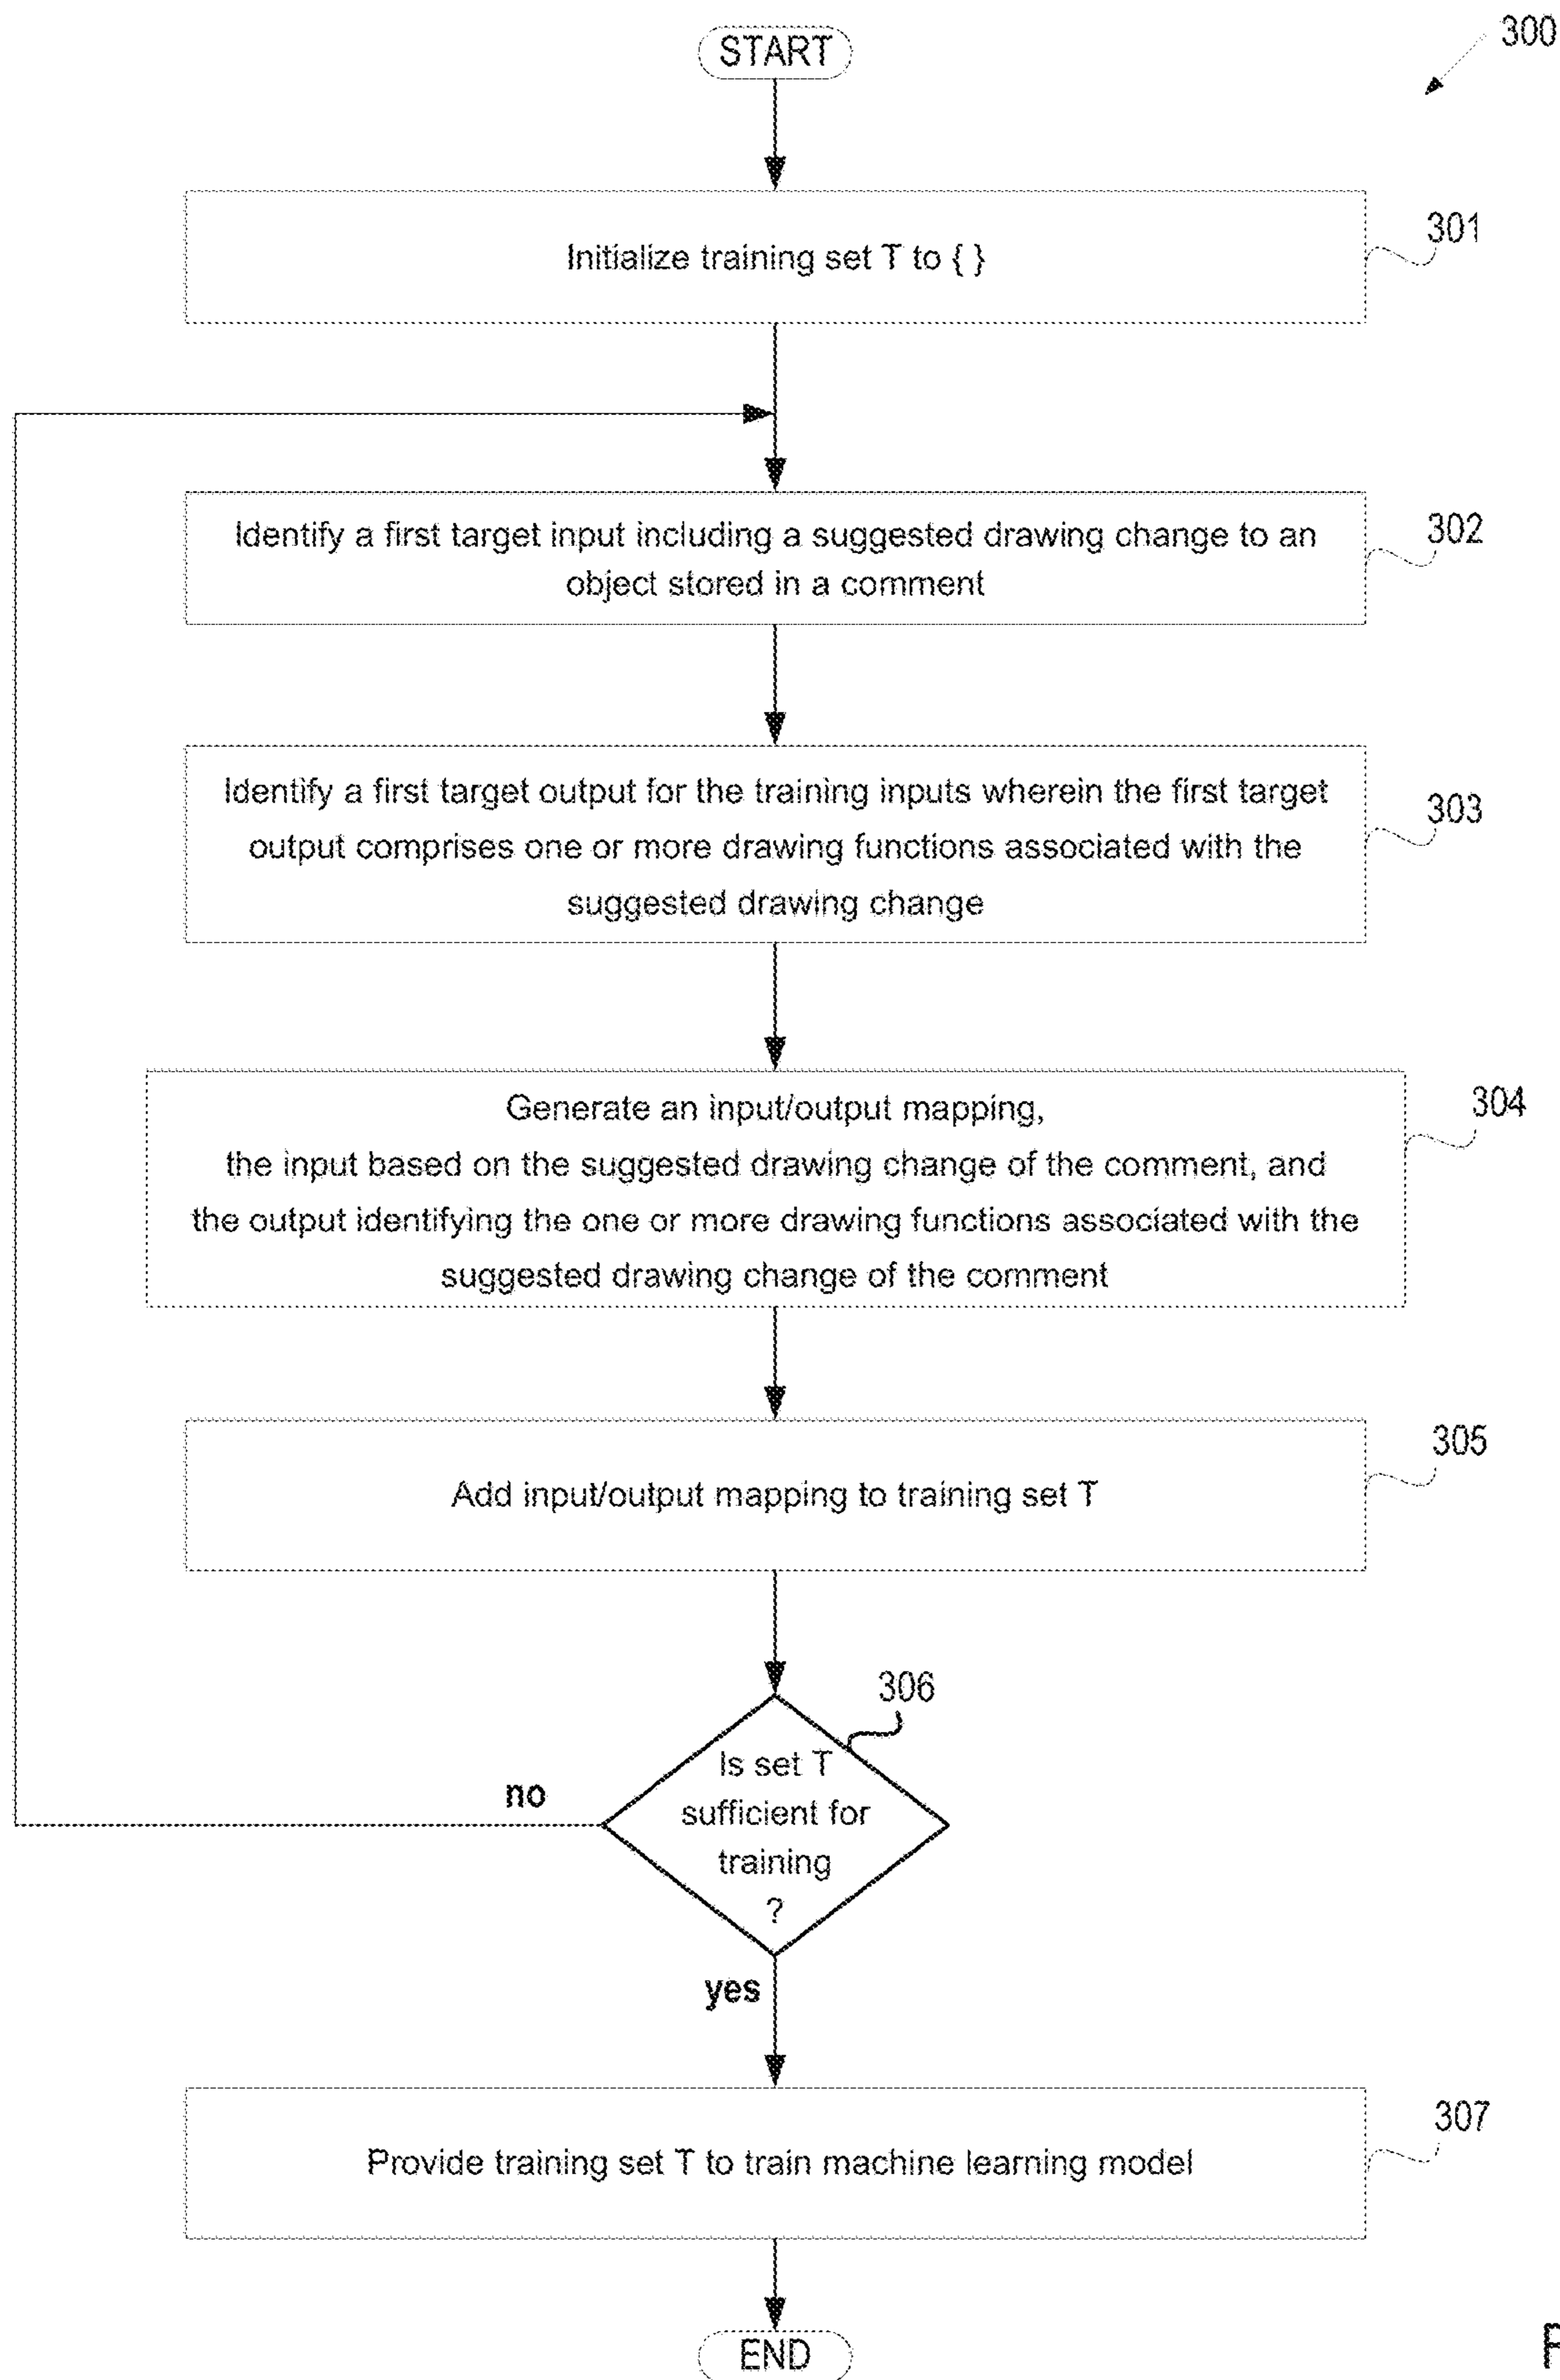 START
300
Initialize training set T to { }
301
Identify a first target input including a suggested drawing change to an
object stored in a comment
302
Identify a first target output for the training inputs wherein the first target
output comprises one or more drawing functions associated with the
suggested drawing change
303
Generate an input/output mapping,
the input based on the suggested drawing change of the comment, and
the output identifying the one or more drawing functions associated with the
suggested drawing change of the comment
304
Add input/output mapping to training set T
305
306
Is set T
sufficient for
training
?
no
yes
Provide training set T to train machine learning model
307
END